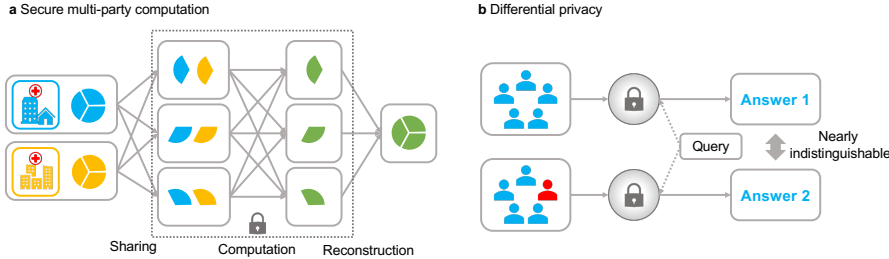 a Secure multi-party computation
Sharing
Computation
Reconstruction
b Differential privacy
Answer 1
Query
Nearly
indistinguishable
Answer 2